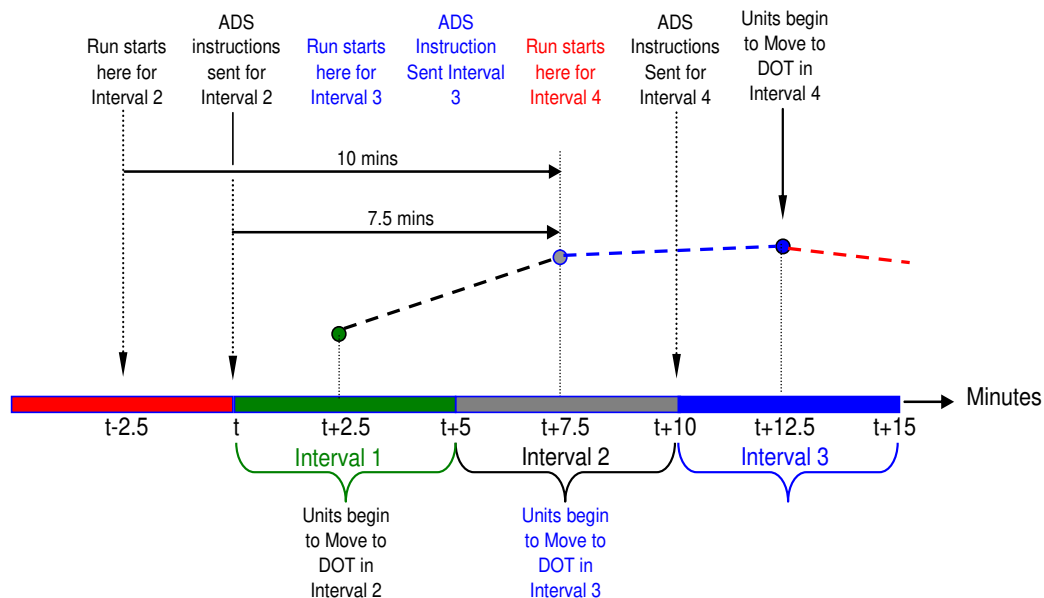 Run starts
here for
Interval 2
ADS
instructions
sent for
Interval 2
Run starts
here for
Interval 3
ADS
Instruction
Sent Interval
3
Run starts
here for
Interval 4
ADS
Instructions
Sent for
Interval 4
Units begin
to Move to
DOT in
Interval 4
10 mins
7.5 mins
Minutes
t-2.5
t
t+2.5
t+5
t+7.5
t+10
t+12.5
t+15
Interval 1
Interval 2
Interval 3
Units begin
to Move to
DOT in
Interval 2
Units begin
to Move to
DOT in
Interval 3